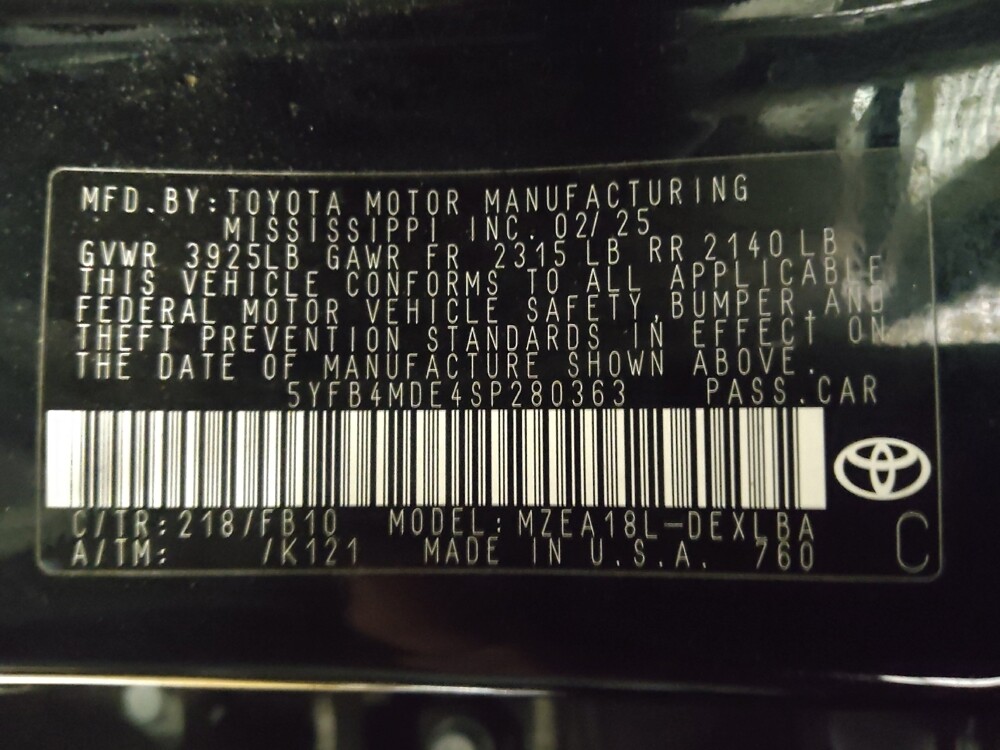 MFD.BY:TOYOTA MOTOR MANUFACTURING
MISSISSIPPI INC. 02/25
GVWR 3925LB GAWR FR 2315 LB RR 2140 LB
THIS VEHICLE CONFORMS TO ALL APPLICABLE
FEDERAL MOTOR VEHICLE SAFETY,BUMPER,AND
THEFT PREVENTION STANDARDS IN EFFECT ON
THE DATE OF MANUFACTURE SHOWN ABOVE.
5YFB4MDE4SP280363 PASS.CAR
C/TR:218/FB10 MODEL:MZEA18L-DEXLBA
A/TM: /K121 MADE IN U.S.A. 760
C